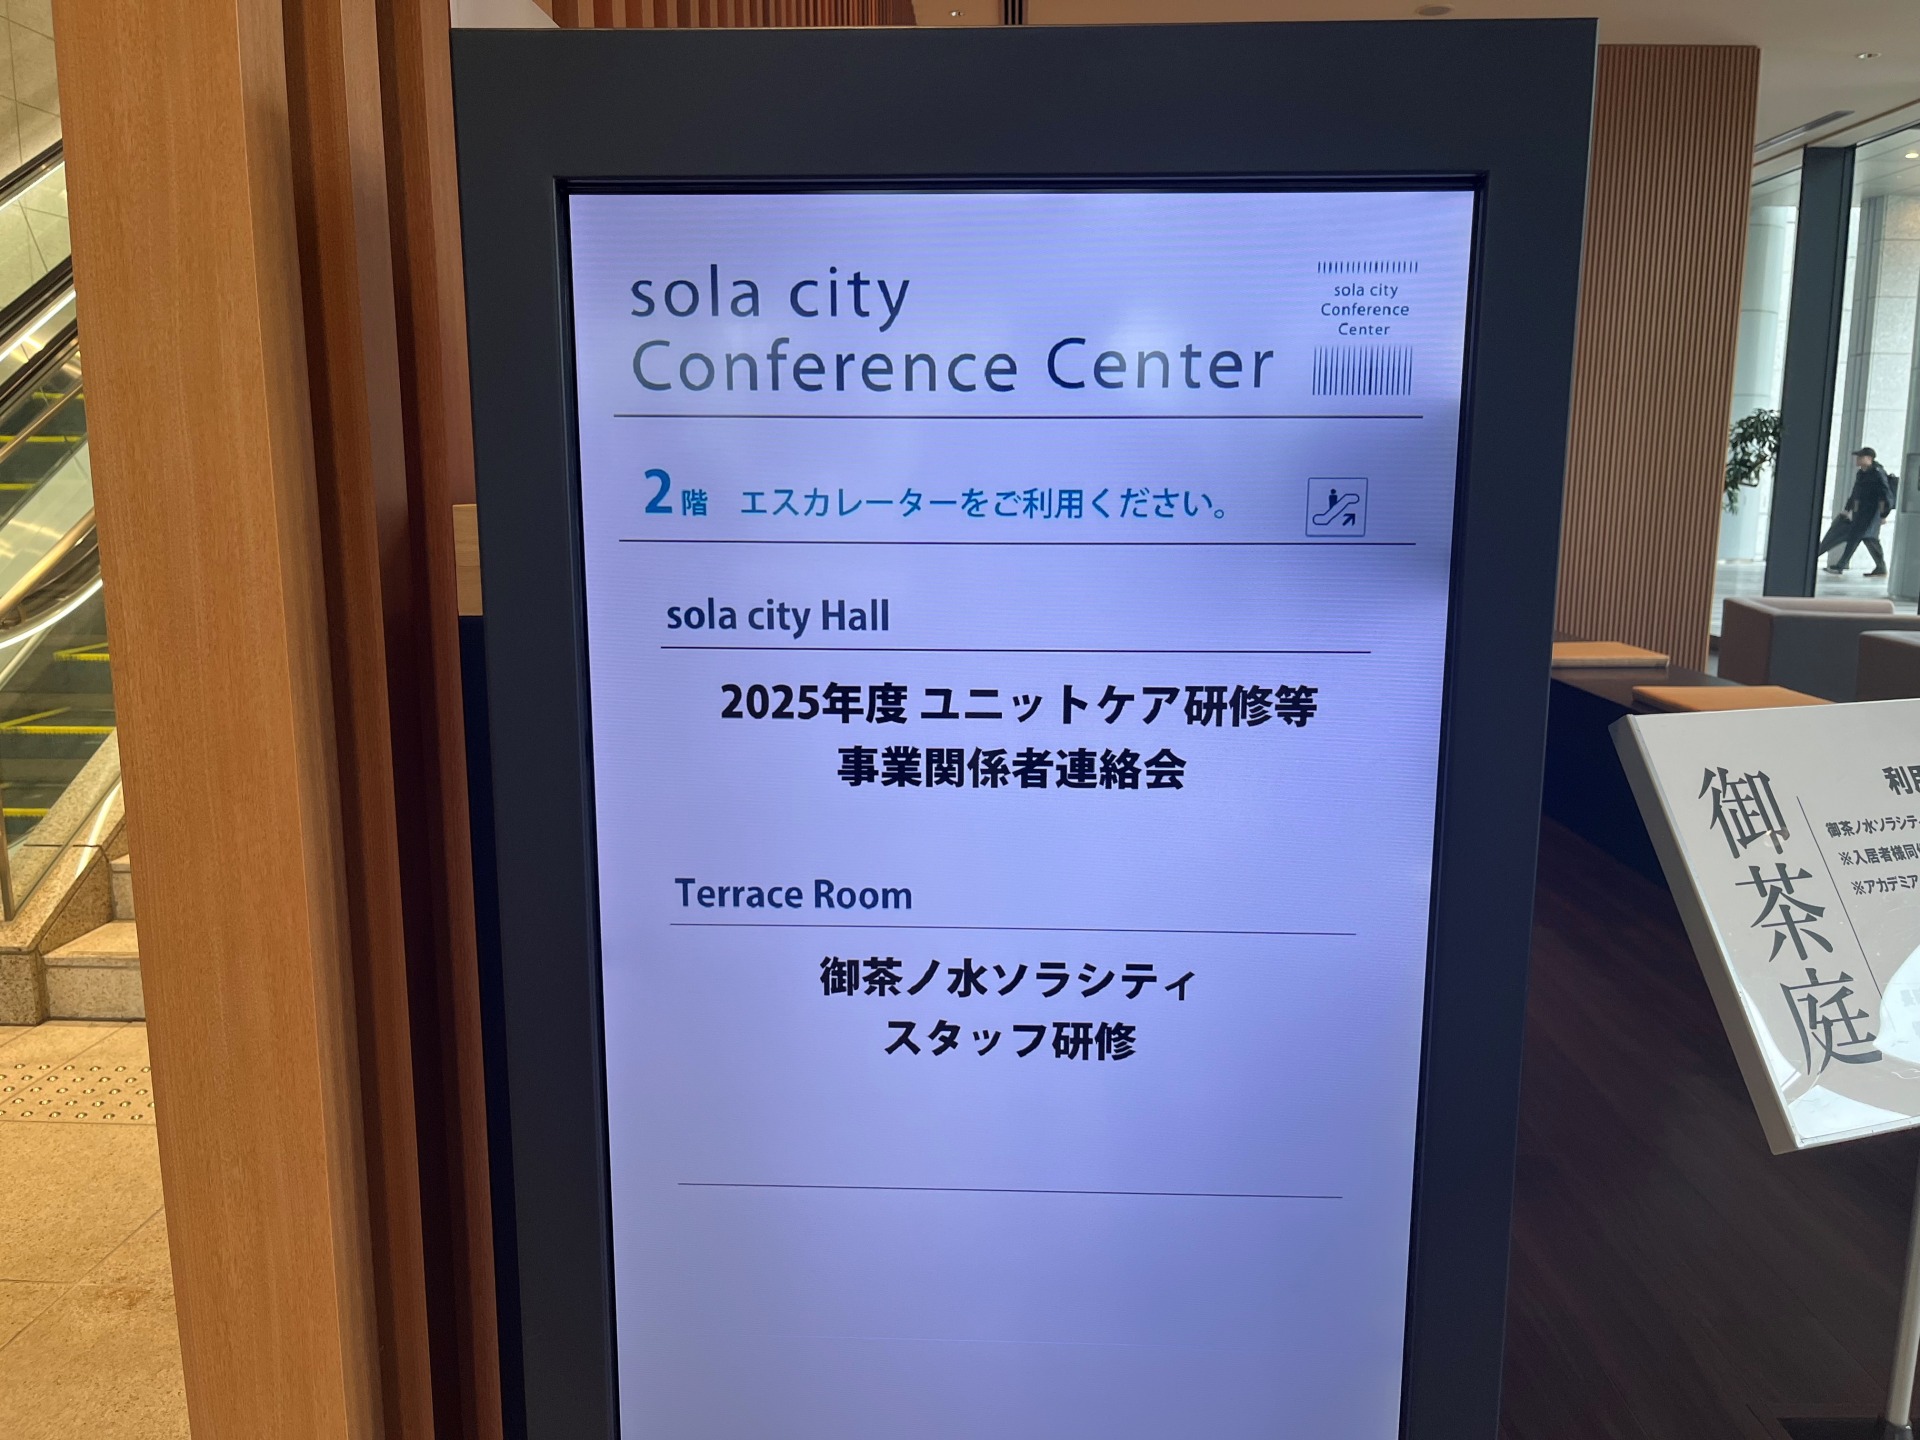 sola city
Conference Center
sola city
Conference
Center
2階 エスカレーターをご利用ください。
sola city Hall
2025年度 ユニットケア研修等
事業関係者連絡会
Terrace Room
御茶ノ水ソラシティ
スタッフ研修
御茶庭
御茶ノ水ソラシティ
※入居者様同
※アカデミア